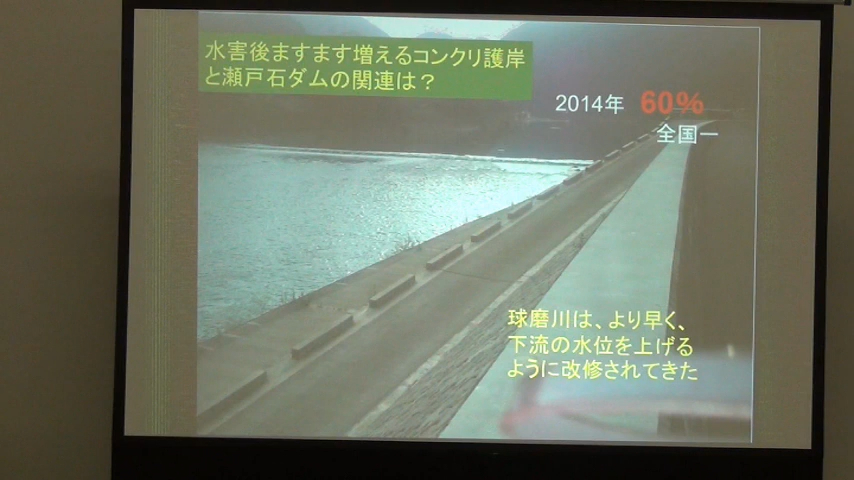 水害後ますます増えるコンクリ護岸
と瀬戸石ダムの関連は？
2014年 60%
全国一
球磨川は、より早く、
下流の水位を上げる
ように改修されてきた